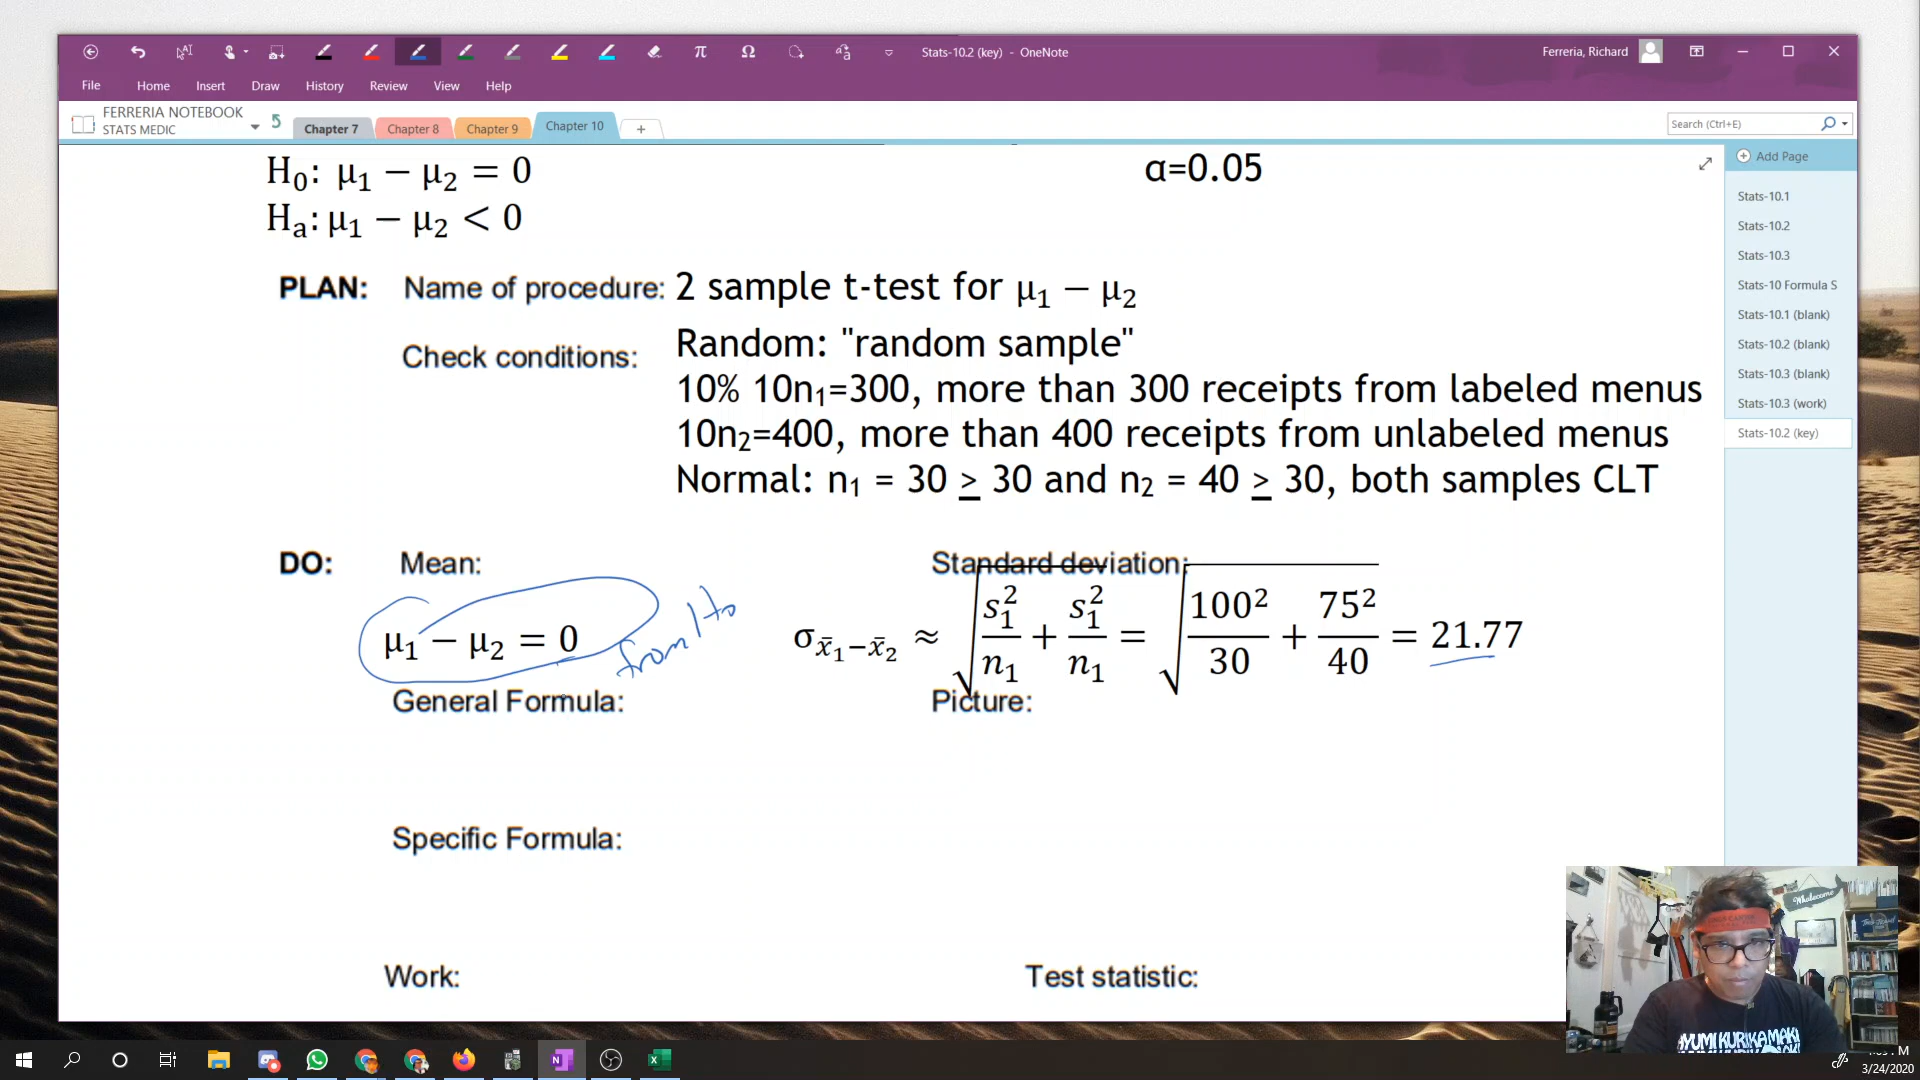 Stats-10.2 (key) - OneNote
Ferreria, Richard
File Home Insert Draw History Review View Help
FERRERIA NOTEBOOK
STATS MEDIC
5
Chapter 7 Chapter 8 Chapter 9 Chapter 10 +
Search (Ctrl+E)
H₀: μ₁ − μ₂ = 0
α=0.05
Hₐ: μ₁ − μ₂ < 0
PLAN: Name of procedure: 2 sample t-test for μ₁ − μ₂
Check conditions:
Random: "random sample"
10% 10n₁=300, more than 300 receipts from labeled menus
10n₂=400, more than 400 receipts from unlabeled menus
Normal: n₁ = 30 ≥ 30 and n₂ = 40 ≥ 30, both samples CLT
DO: Mean:
Standard deviation:
μ₁ − μ₂ = 0
from Ho
σ_{x̄₁−x̄₂} ≈ √(s₁²/n₁ + s₁²/n₁) = √(100²/30 + 75²/40) = 21.77
General Formula:
Picture:
Specific Formula:
Work:
Test statistic:
Add Page
Stats-10.1
Stats-10.2
Stats-10.3
Stats-10 Formula S
Stats-10.1 (blank)
Stats-10.2 (blank)
Stats-10.3 (blank)
Stats-10.3 (work)
Stats-10.2 (key)
Whalecome
3/24/2020